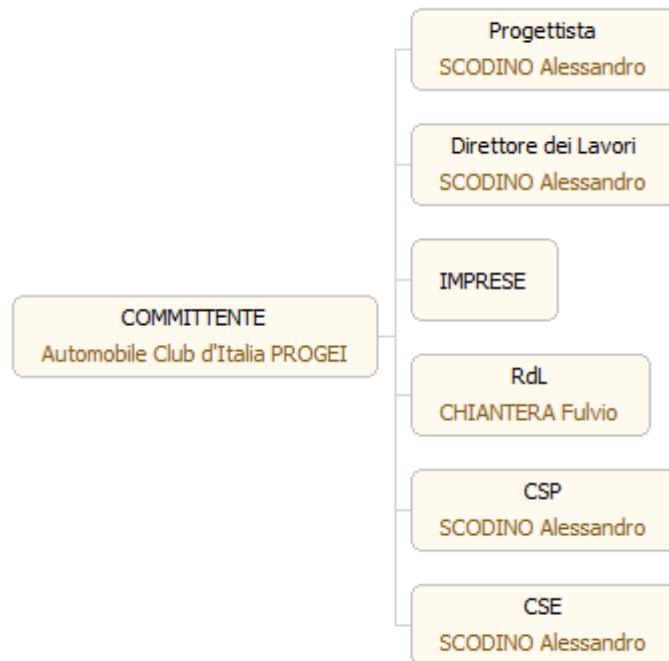 Progettista
SCODINO Alessandro
Direttore dei Lavori
SCODINO Alessandro
IMPRESE
COMMITTENTE
Automobile Club d'Italia PROGEI
RdL
CHIANTERA Fulvio
CSP
SCODINO Alessandro
CSE
SCODINO Alessandro